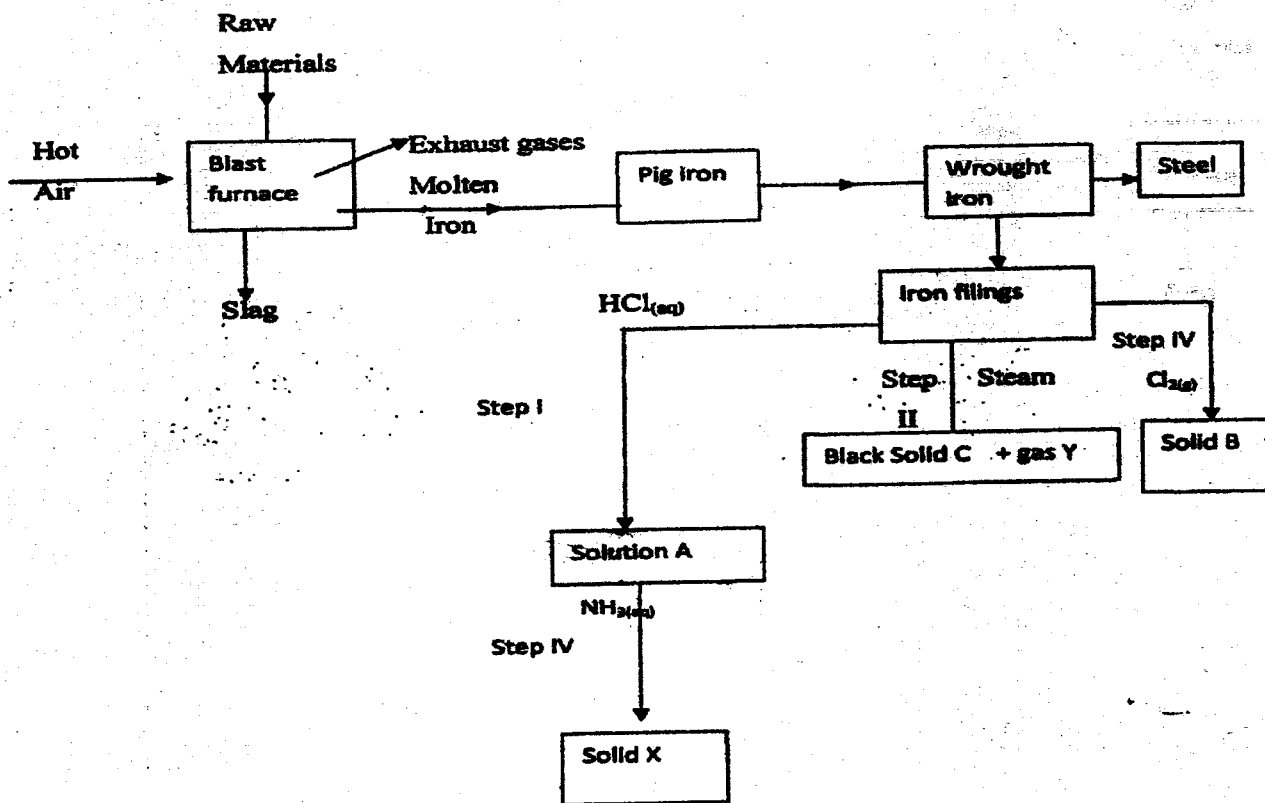 Raw
Materials
Hot
Air
Blast
furnace
Exhaust gases
Molten
Iron
Pig iron
Wrought
Iron
Steel
Slag
Iron filings
HCl(aq)
Step IV
Cl₂(g)
Step
II
Steam
Step I
Black Solid C + gas Y
Solid B
Solution A
NH₃(aq)
Step IV
Solid X